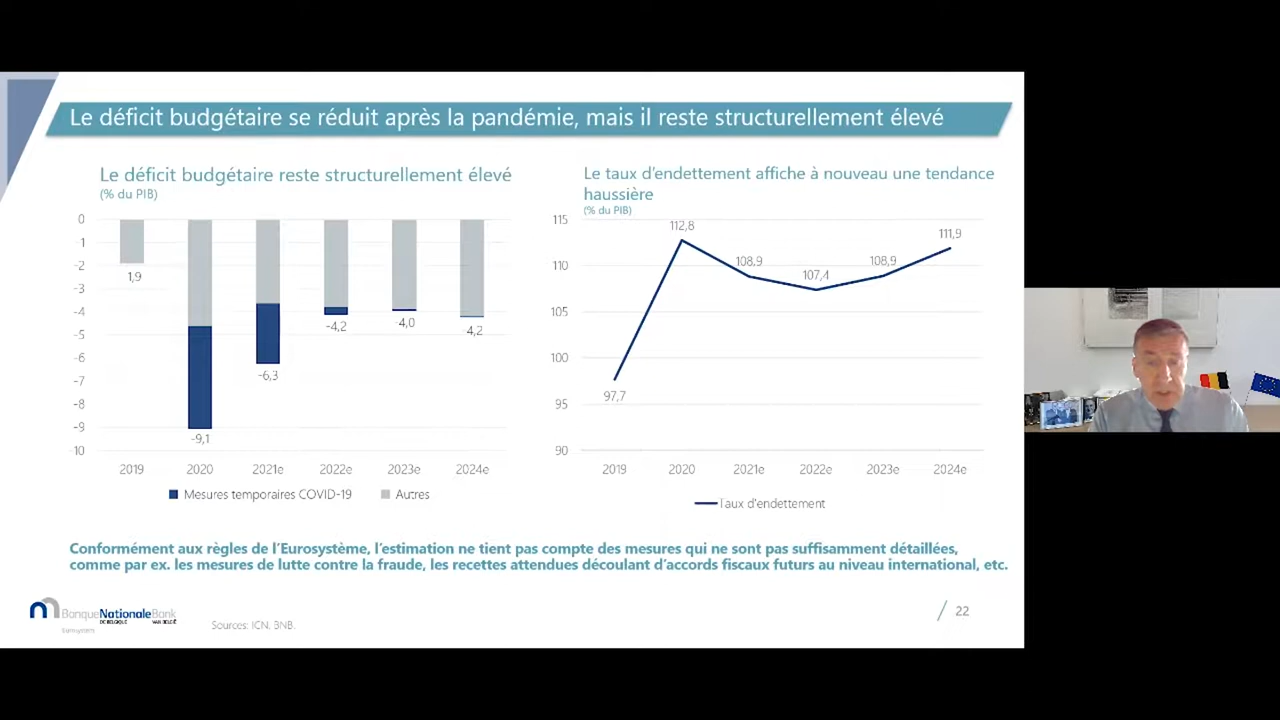 Le déficit budgétaire se réduit après la pandémie, mais il reste structurellement élevé
Le déficit budgétaire reste structurellement élevé
(% du PIB)
0
1
-2
-3
-4
-5
-6
-7
-8
-9
10
1,9
-9,1
-6,3
-4,2
-4,0
4,2
2019
2020
2021e
2022e
2023e
2024e
Mesures temporaires COVID-19
Autres
Le taux d'endettement affiche à nouveau une tendance
haussière
(% du PIB)
115
110
105
100
95
90
97,7
112,8
108,9
107,4
108,9
111,9
2019
2020
2021e
2022e
2023e
2024e
Taux d'endettement
Conformément aux règles de l'Eurosystème, l'estimation ne tient pas compte des mesures qui ne sont pas suffisamment détaillées,
comme par ex. les mesures de lutte contre la fraude, les recettes attendues découlant d'accords fiscaux futurs au niveau international, etc.
BanqueNationaleBank
DE BELGIQUE VAN BELGIË
Eurosystem
Sources: ICN, BNB.
22